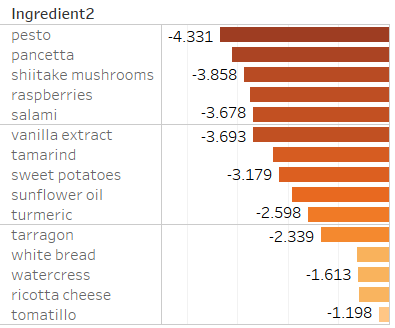 Ingredient2
pesto -4.331
pancetta
shiitake mushrooms -3.858
raspberries
salami -3.678
vanilla extract -3.693
tamarind
sweet potatoes -3.179
sunflower oil
turmeric -2.598
tarragon -2.339
white bread
watercress -1.613
ricotta cheese
tomatillo -1.198